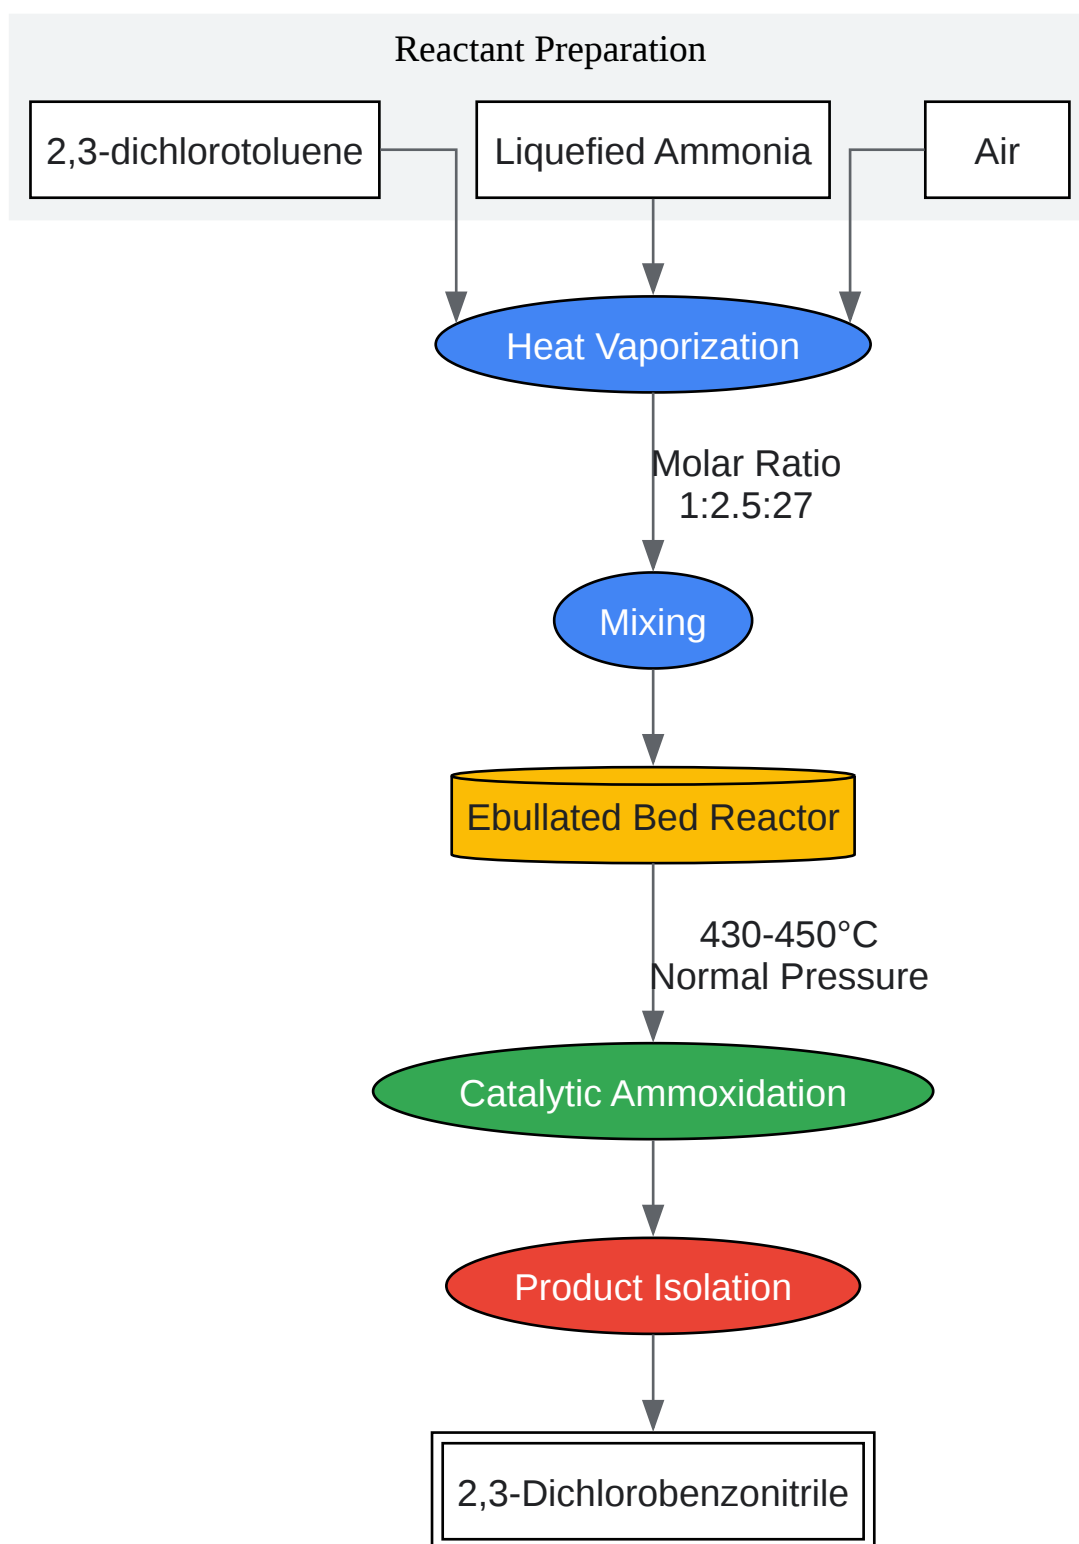 Reactant Preparation
2,3-dichlorotoluene
Liquefied Ammonia
Air
Heat Vaporization
Molar Ratio
1:2.5:27
Mixing
Ebullated Bed Reactor
430-450°C
Normal Pressure
Catalytic Ammoxidation
Product Isolation
2,3-Dichlorobenzonitrile